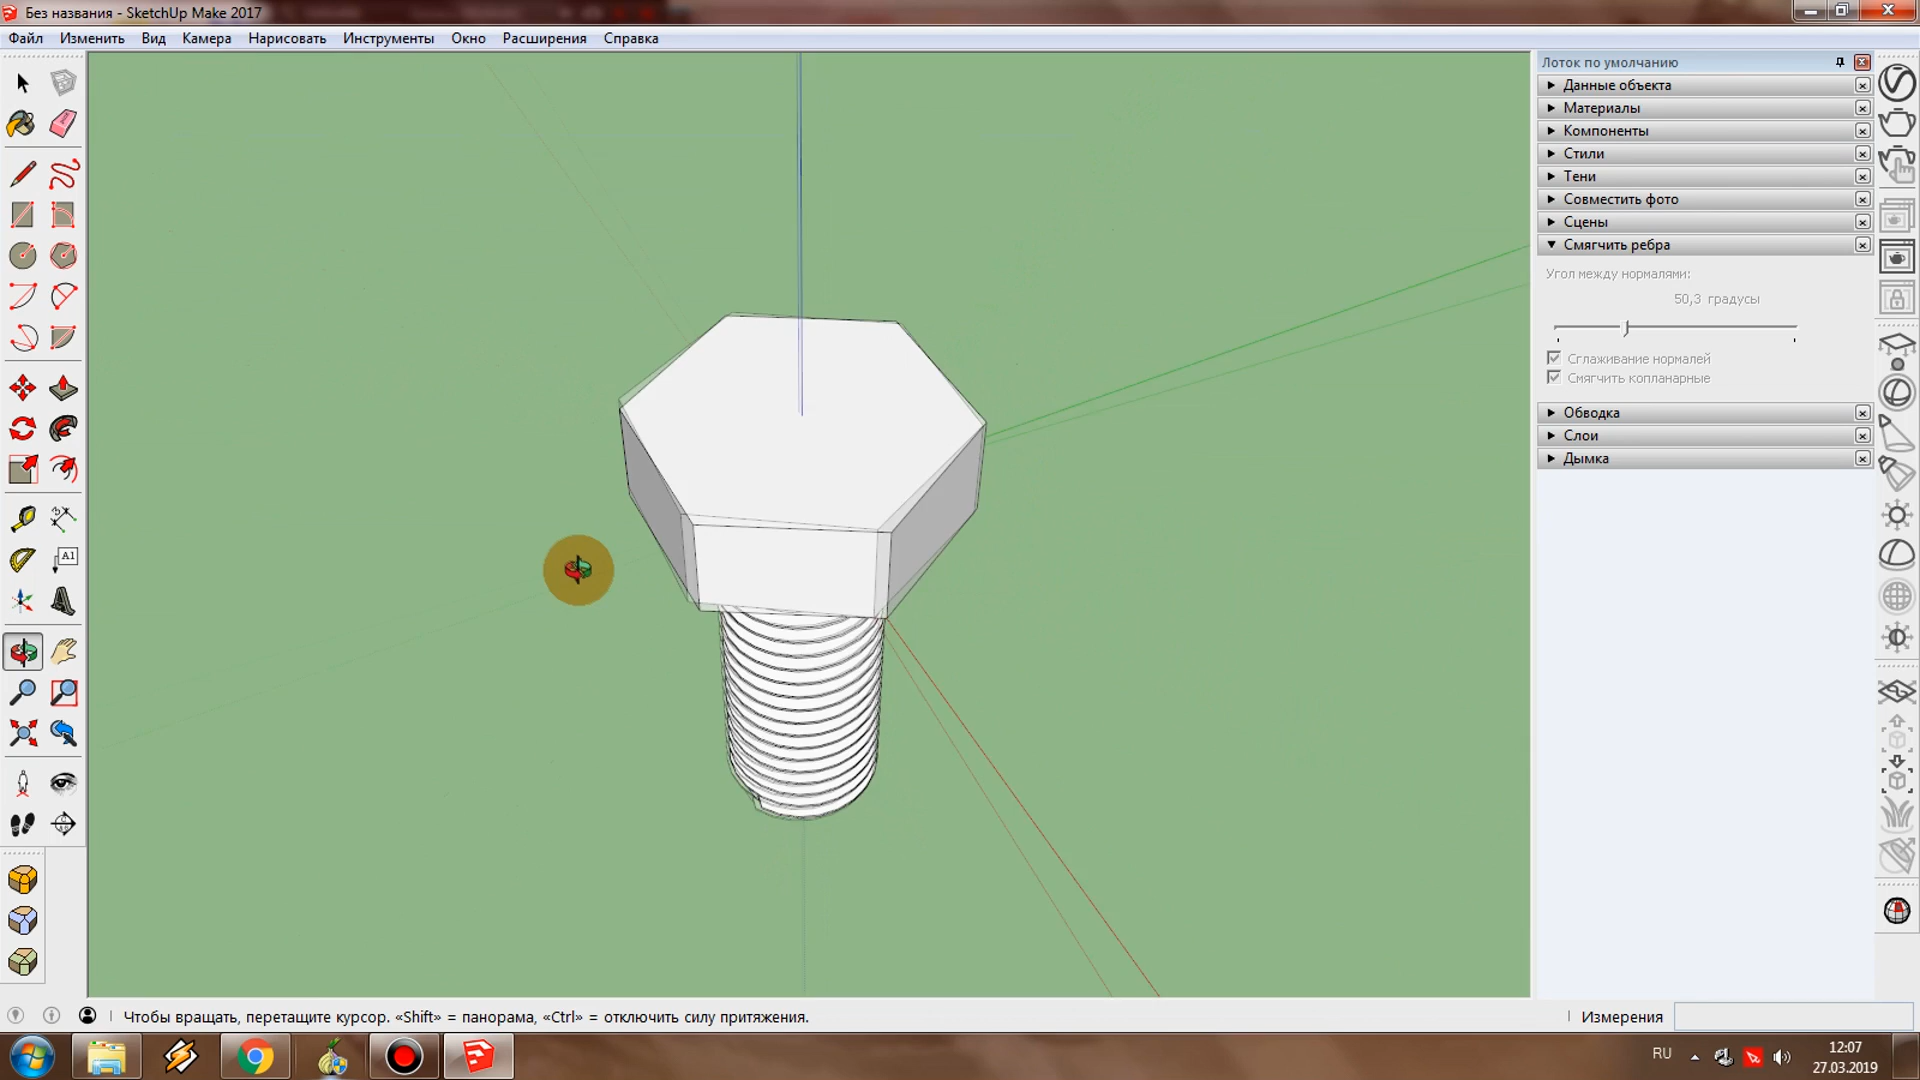 Без названия - SketchUp Make 2017
Файл Изменить Вид Камера Нарисовать Инструменты Окно Расширения Справка
Лоток по умолчанию
Данные объекта
Материалы
Компоненты
Стили
Тени
Совместить фото
Сцены
Смягчить ребра
Угол между нормалями:
50,3 градусы
Сглаживание нормалей
Смягчить копланарные
Обводка
Слои
Дымка
A1
Чтобы вращать, перетащите курсор. «Shift» = панорама, «Ctrl» = отключить силу притяжения.
Измерения
RU
12:07
27.03.2019